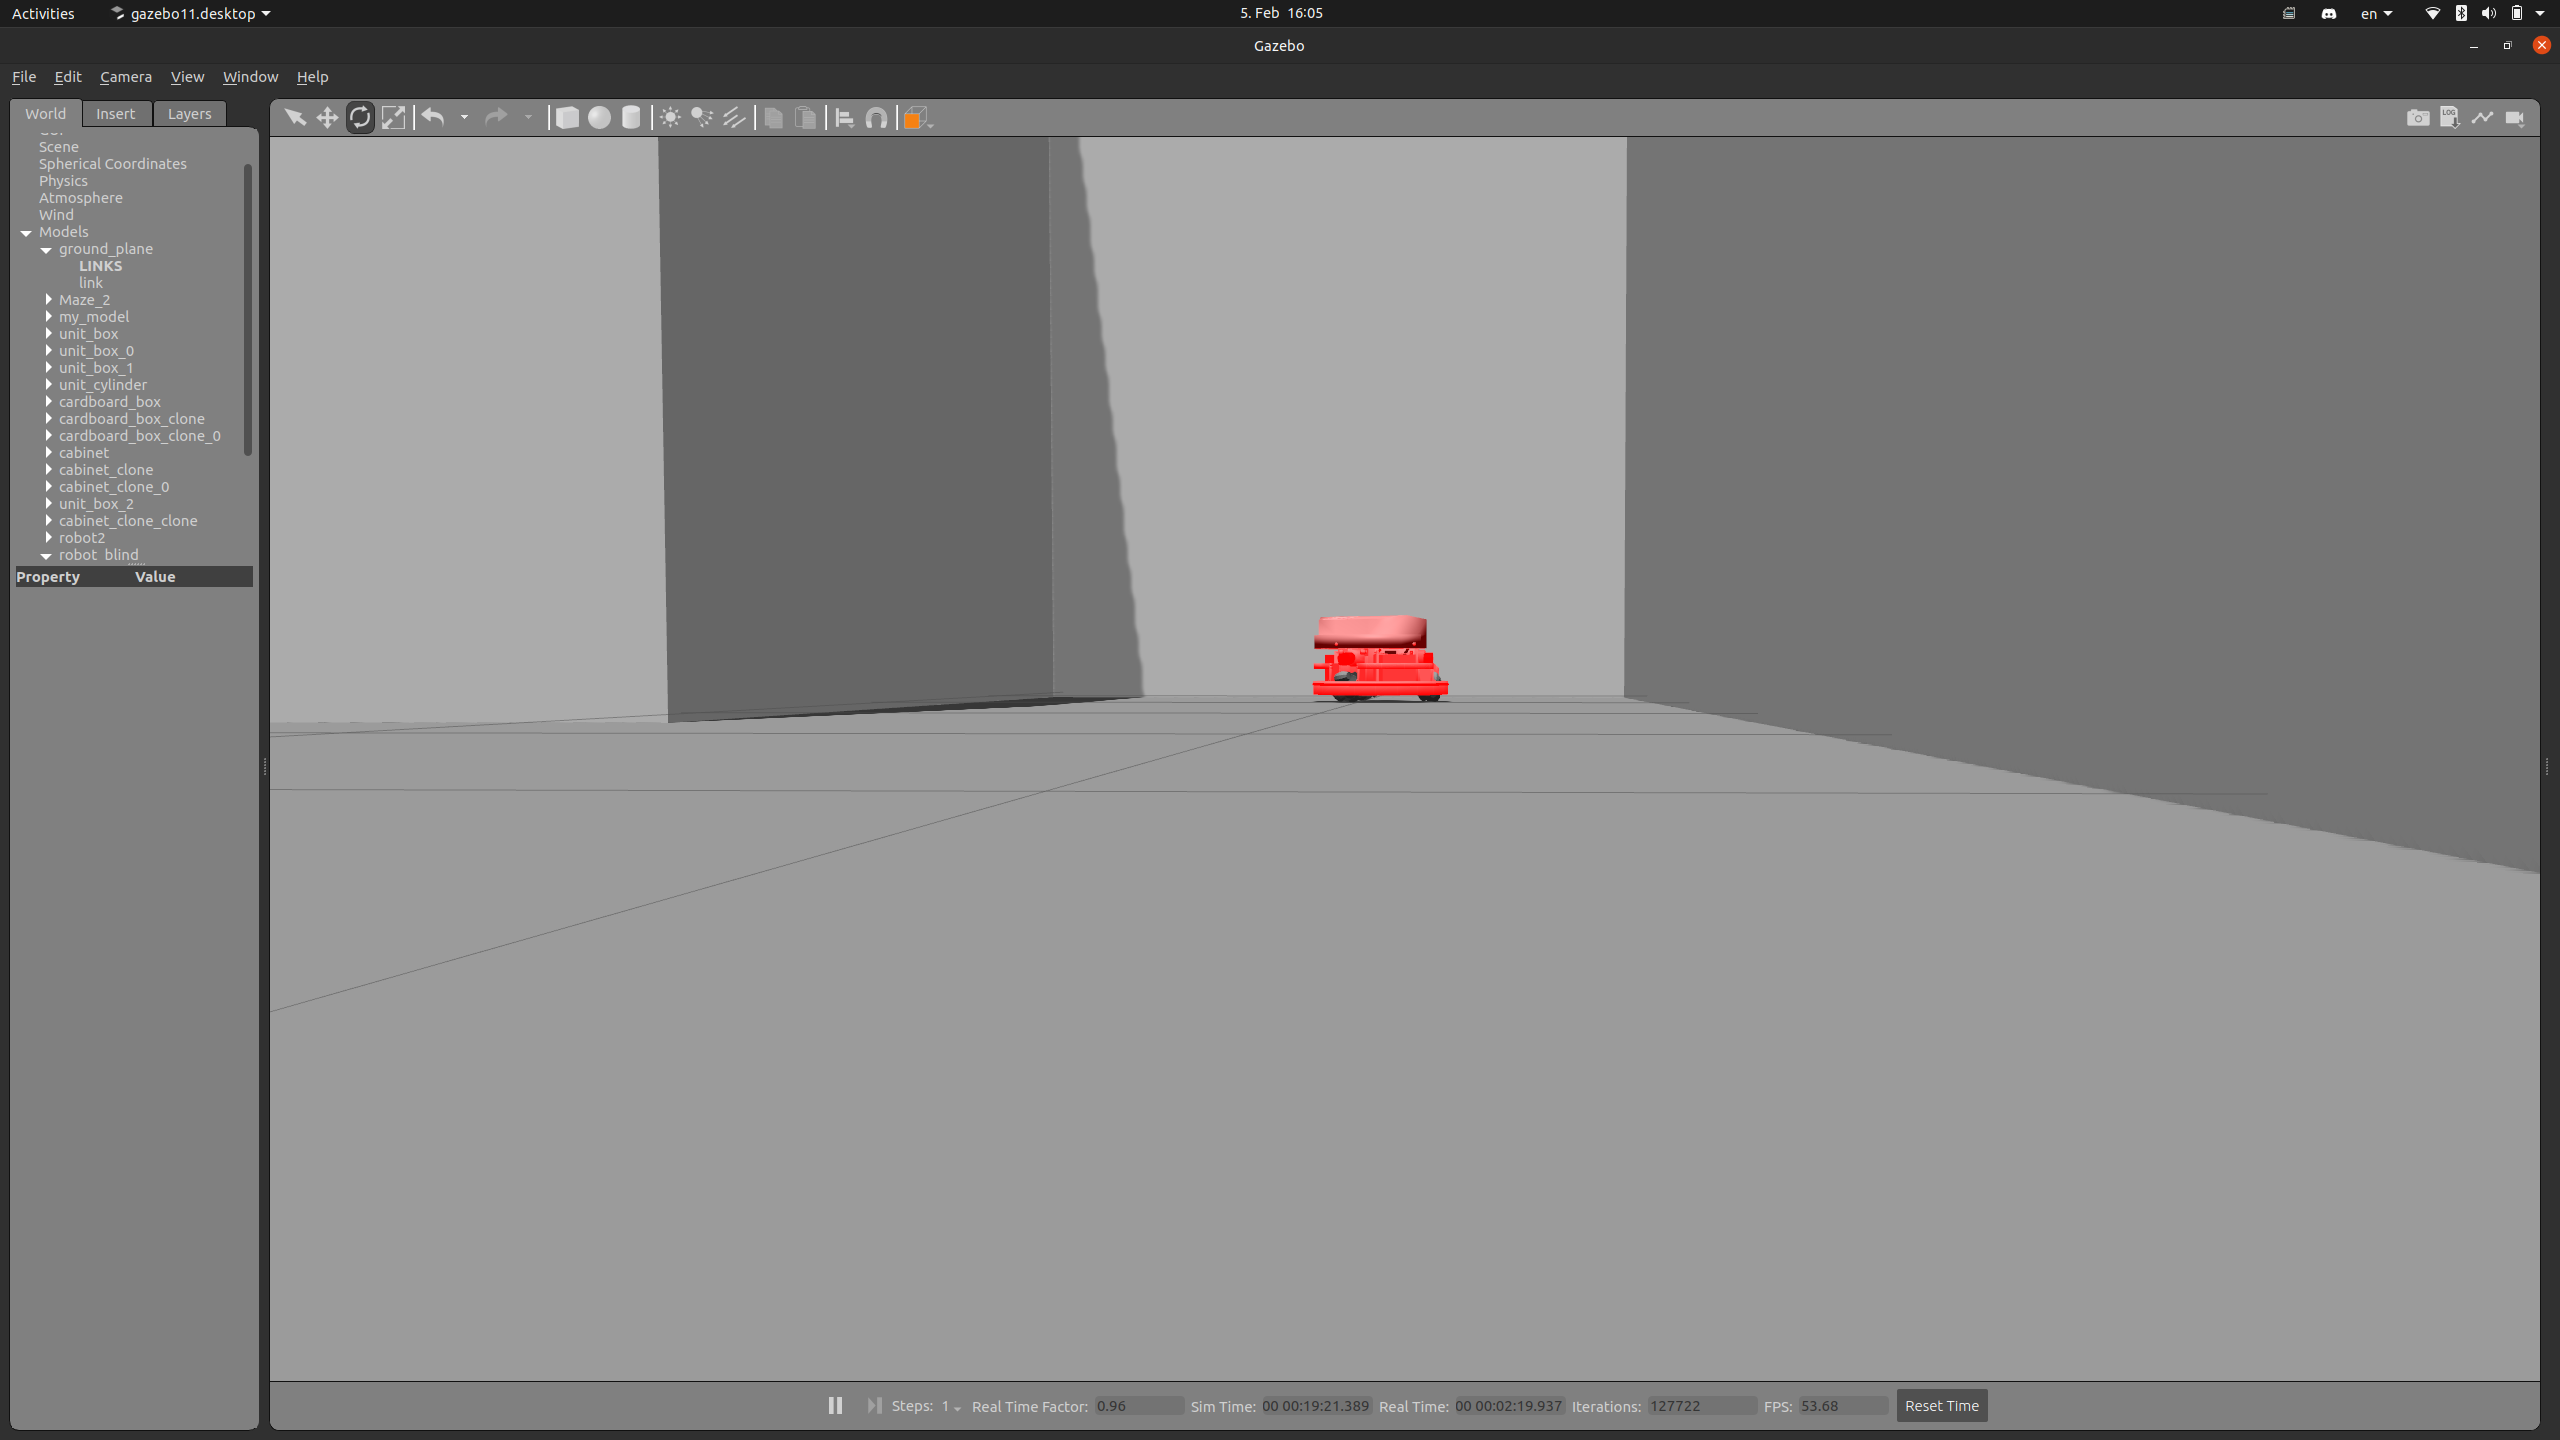 Activities gazebo11.desktop 5. Feb 16:05 en
Gazebo
File Edit Camera View Window Help
World Insert Layers
LOG
Scene
Spherical Coordinates
Physics
Atmosphere
Wind
Models
ground_plane
LINKS
link
Maze_2
my_model
unit_box
unit_box_0
unit_box_1
unit_cylinder
cardboard_box
cardboard_box_clone
cardboard_box_clone_0
cabinet
cabinet_clone
cabinet_clone_0
unit_box_2
cabinet_clone_clone
robot2
robot_blind
Property Value
Steps: 1 Real Time Factor: 0.96 Sim Time: 00 00:19:21.389 Real Time: 00 00:02:19.937 Iterations: 127722 FPS: 53.68 Reset Time